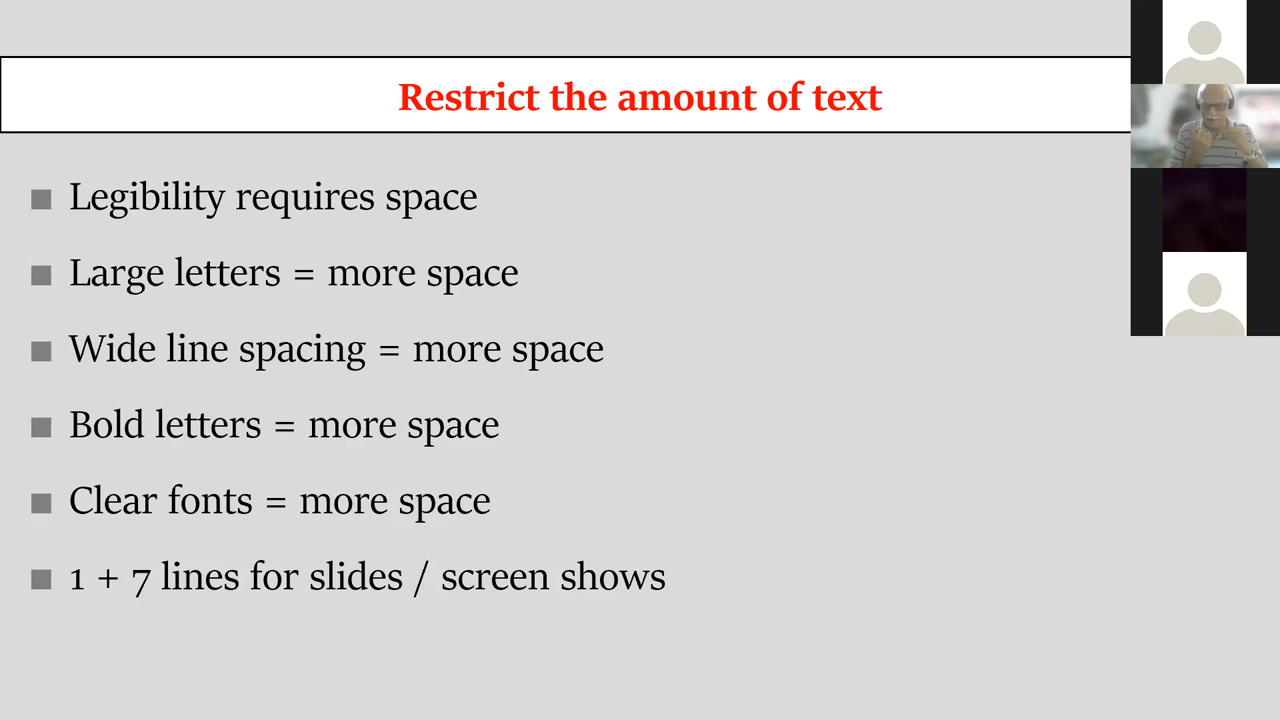 Restrict the amount of text
Legibility requires space
Large letters = more space
Wide line spacing = more space
Bold letters = more space
Clear fonts = more space
1 + 7 lines for slides / screen shows